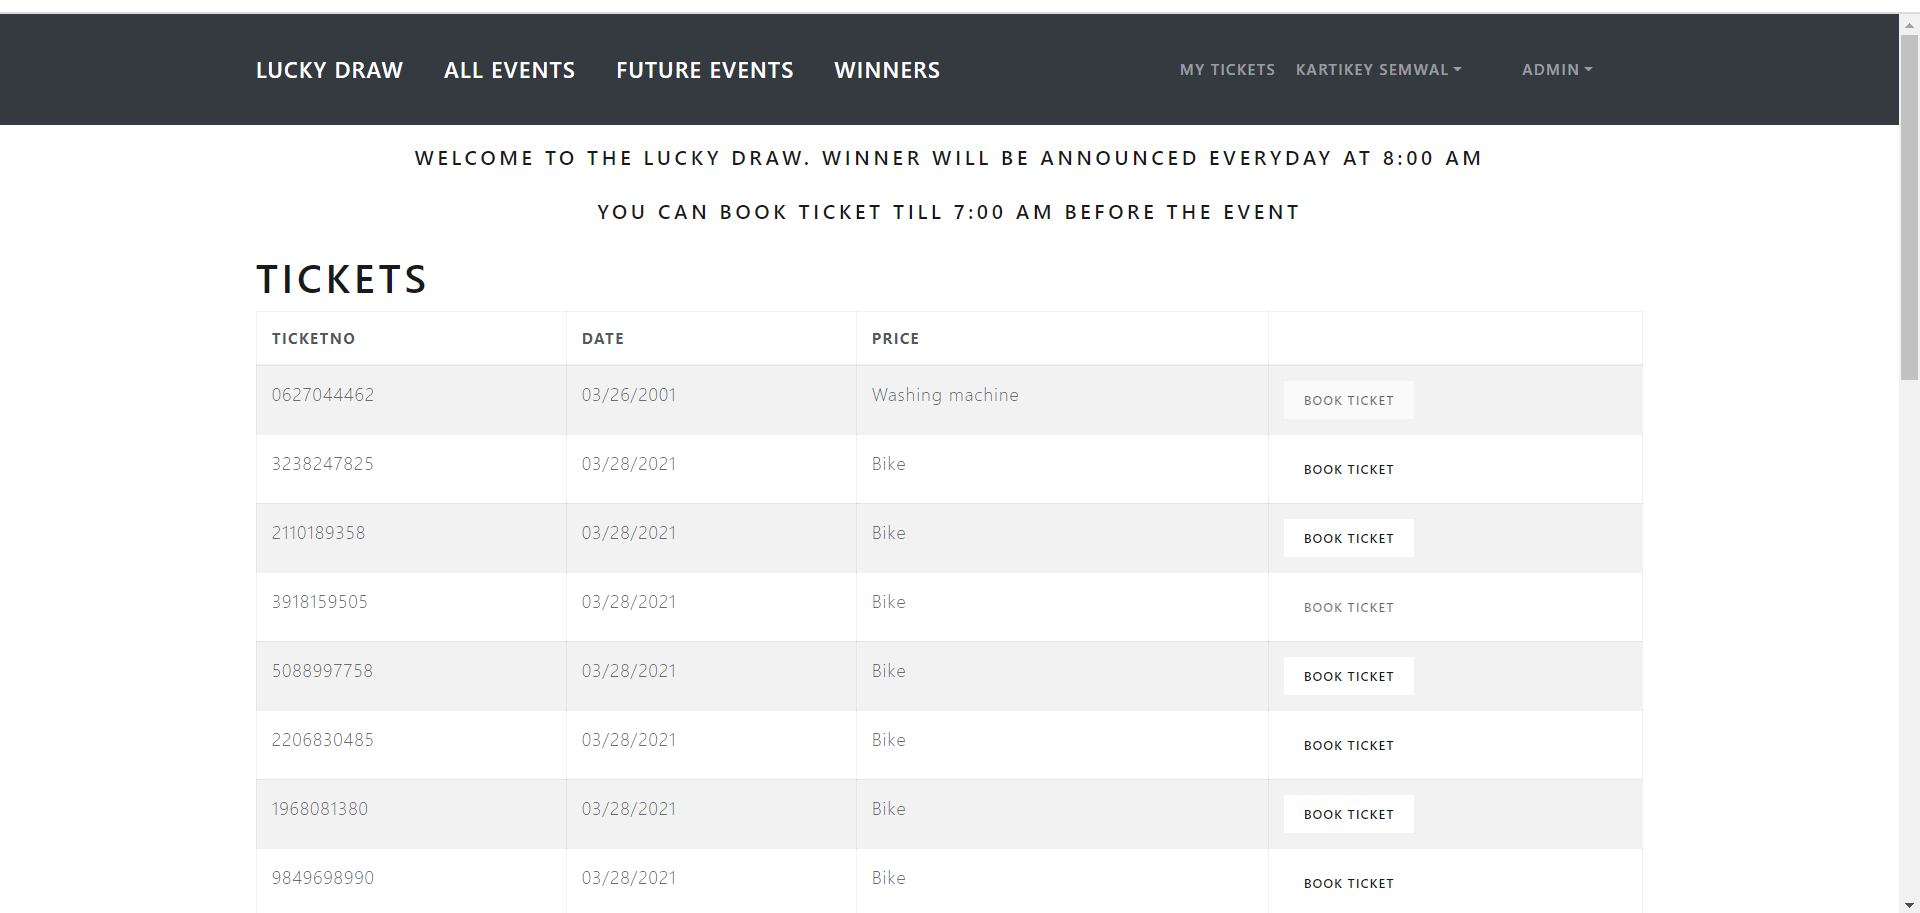 LUCKY DRAW ALL EVENTS FUTURE EVENTS WINNERS MY TICKETS KARTIKEY SEMWAL ADMIN
WELCOME TO THE LUCKY DRAW. WINNER WILL BE ANNOUNCED EVERYDAY AT 8:00 AM
YOU CAN BOOK TICKET TILL 7:00 AM BEFORE THE EVENT
TICKETS
TICKETNO DATE PRICE
0627044462 03/26/2001 Washing machine BOOK TICKET
3238247825 03/28/2021 Bike BOOK TICKET
2110189358 03/28/2021 Bike BOOK TICKET
3918159505 03/28/2021 Bike BOOK TICKET
5088997758 03/28/2021 Bike BOOK TICKET
2206830485 03/28/2021 Bike BOOK TICKET
1968081380 03/28/2021 Bike BOOK TICKET
9849698990 03/28/2021 Bike BOOK TICKET